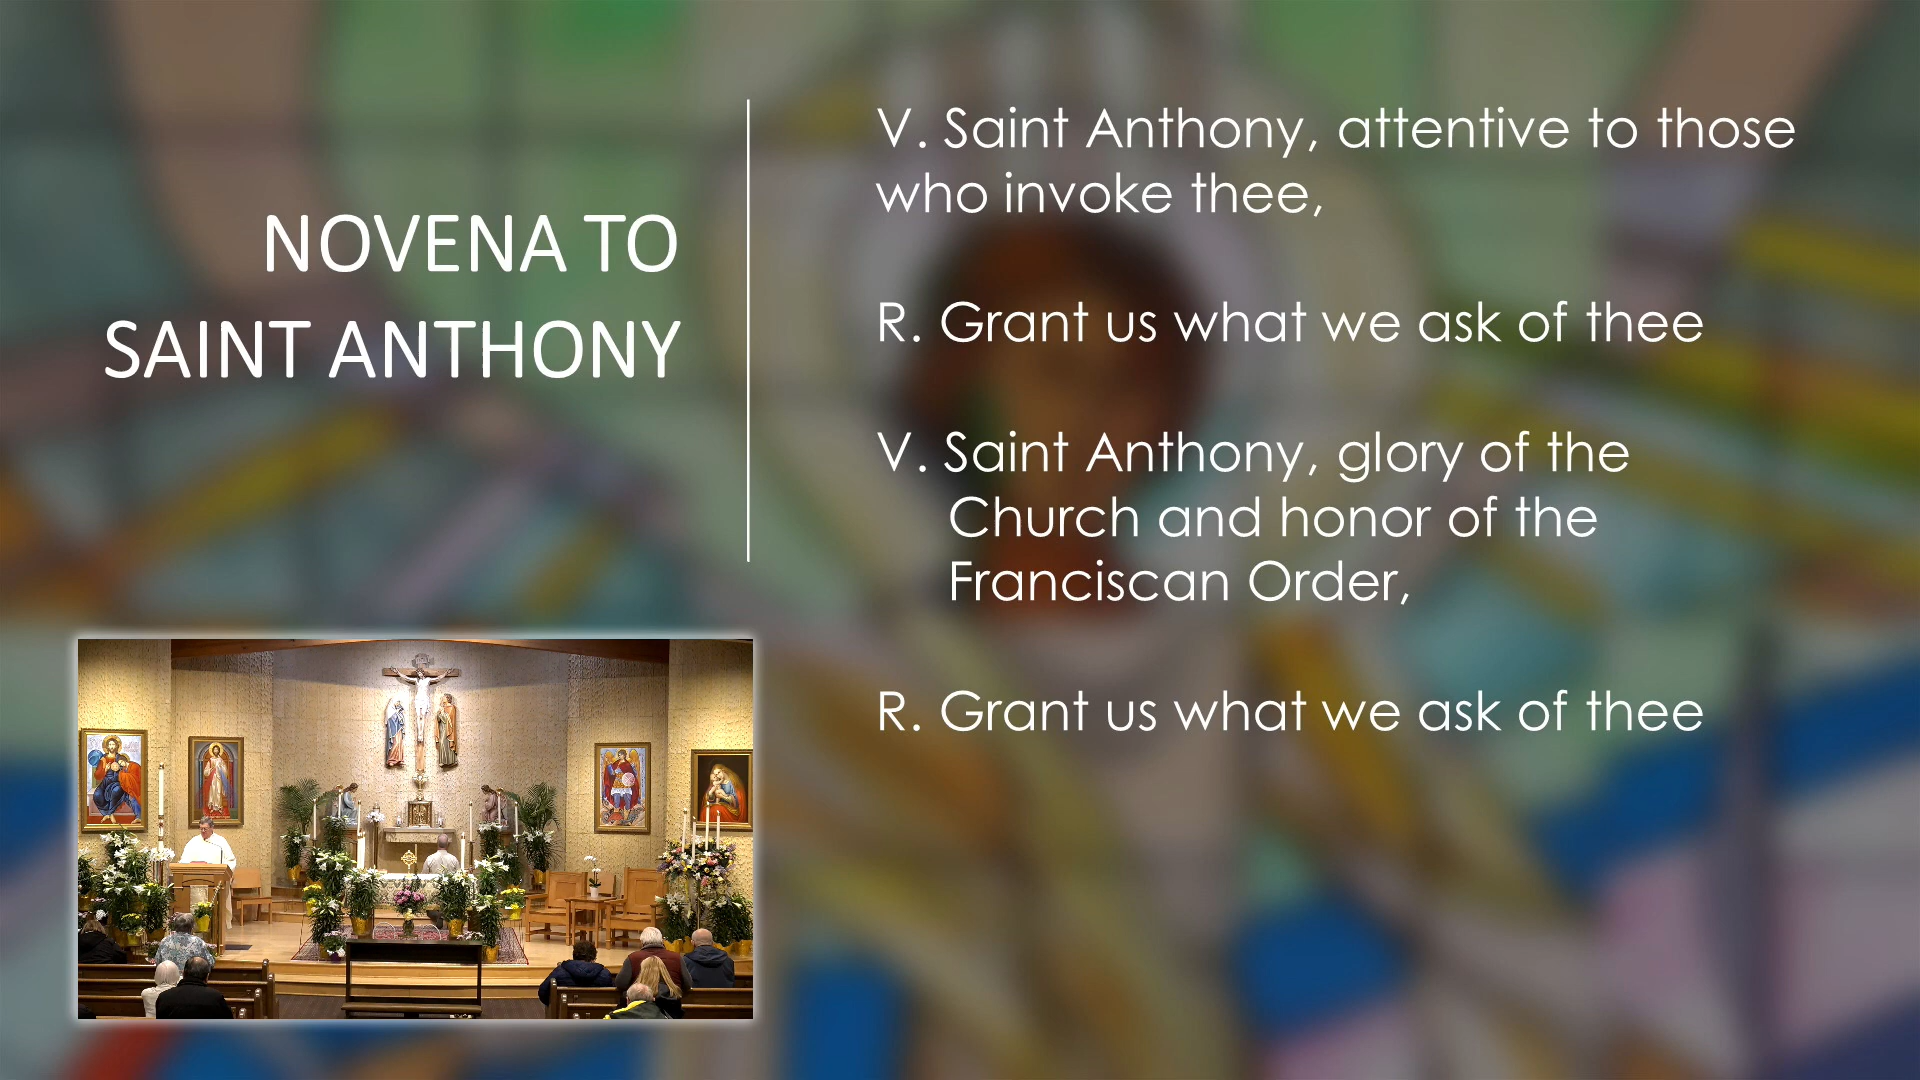 NOVENA TO
SAINT ANTHONY
V. Saint Anthony, attentive to those
who invoke thee,
R. Grant us what we ask of thee
V. Saint Anthony, glory of the
Church and honor of the
Franciscan Order,
R. Grant us what we ask of thee